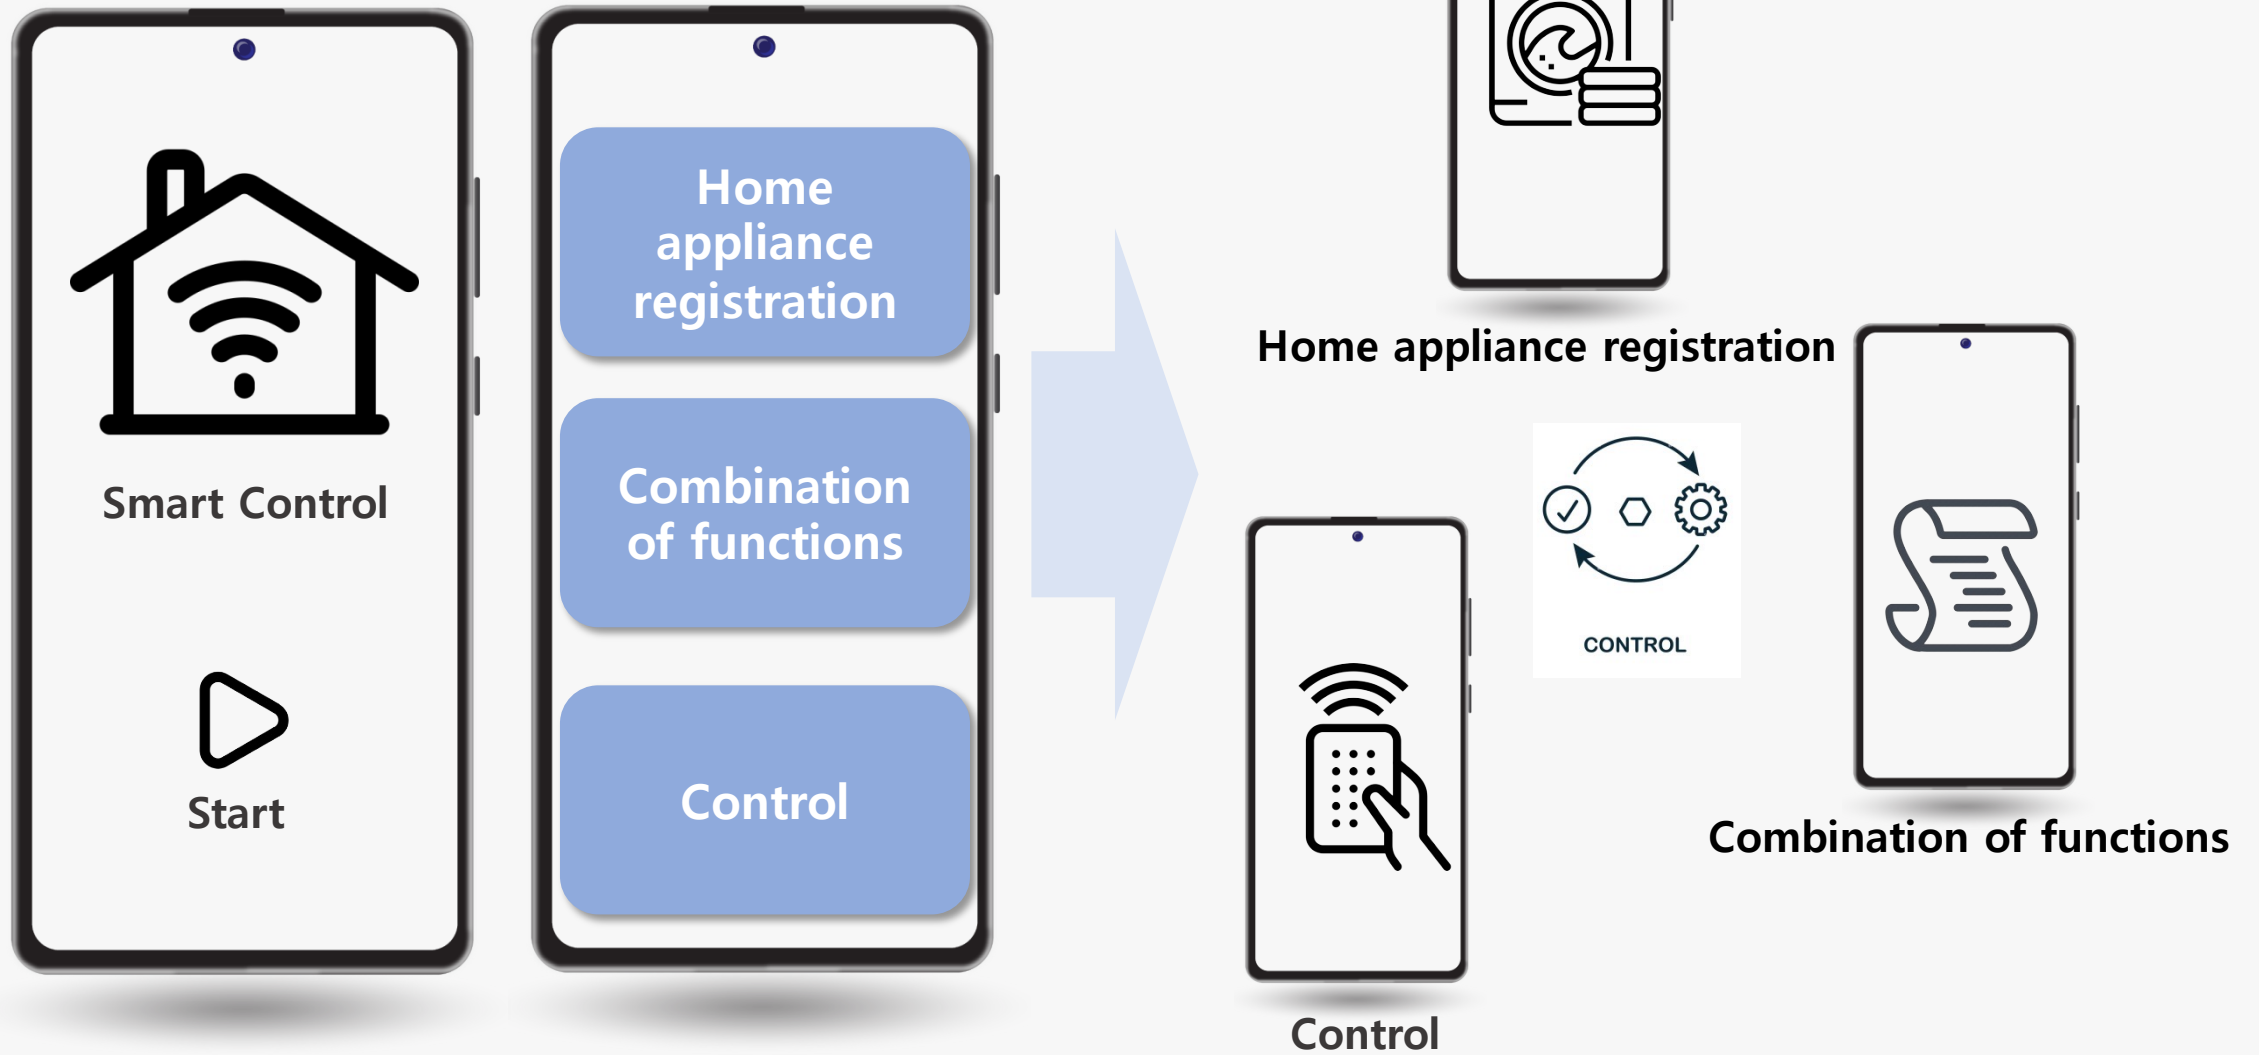 Smart Control
Start
Home
appliance
registration
Combination
of functions
Control
Home appliance registration
CONTROL
Combination of functions
Control